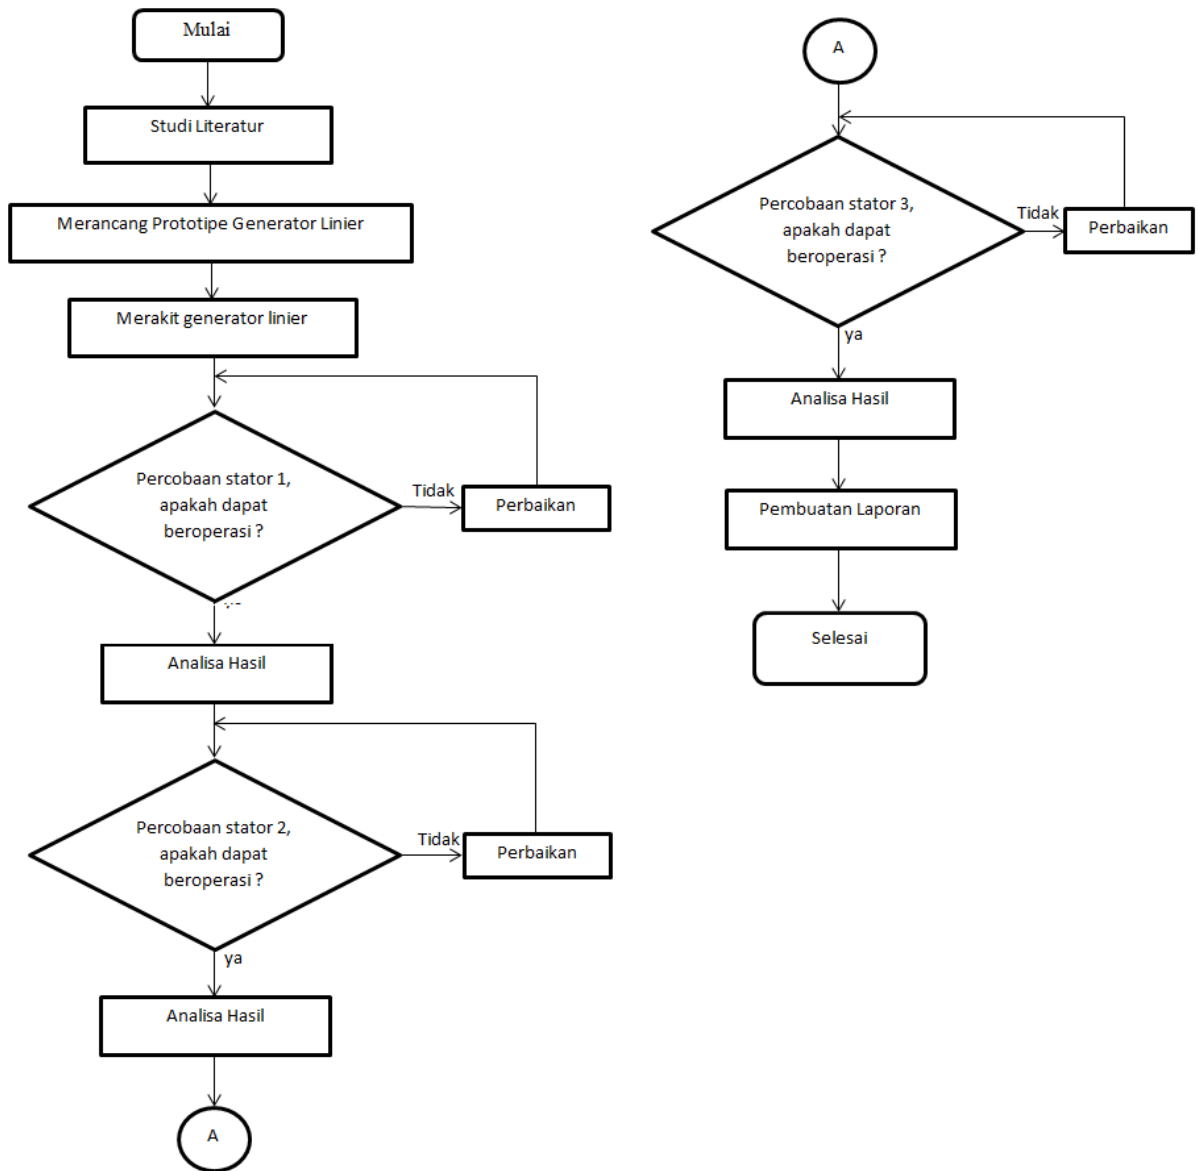 Mulai
Studi Literatur
Merancang Prototipe Generator Linier
Merakit generator linier
Percobaan stator 1,
apakah dapat
beroperasi ?
Tidak
Perbaikan
Analisa Hasil
Percobaan stator 2,
apakah dapat
beroperasi ?
Tidak
Perbaikan
ya
Analisa Hasil
A
A
Percobaan stator 3,
apakah dapat
beroperasi ?
Tidak
Perbaikan
ya
Analisa Hasil
Pembuatan Laporan
Selesai